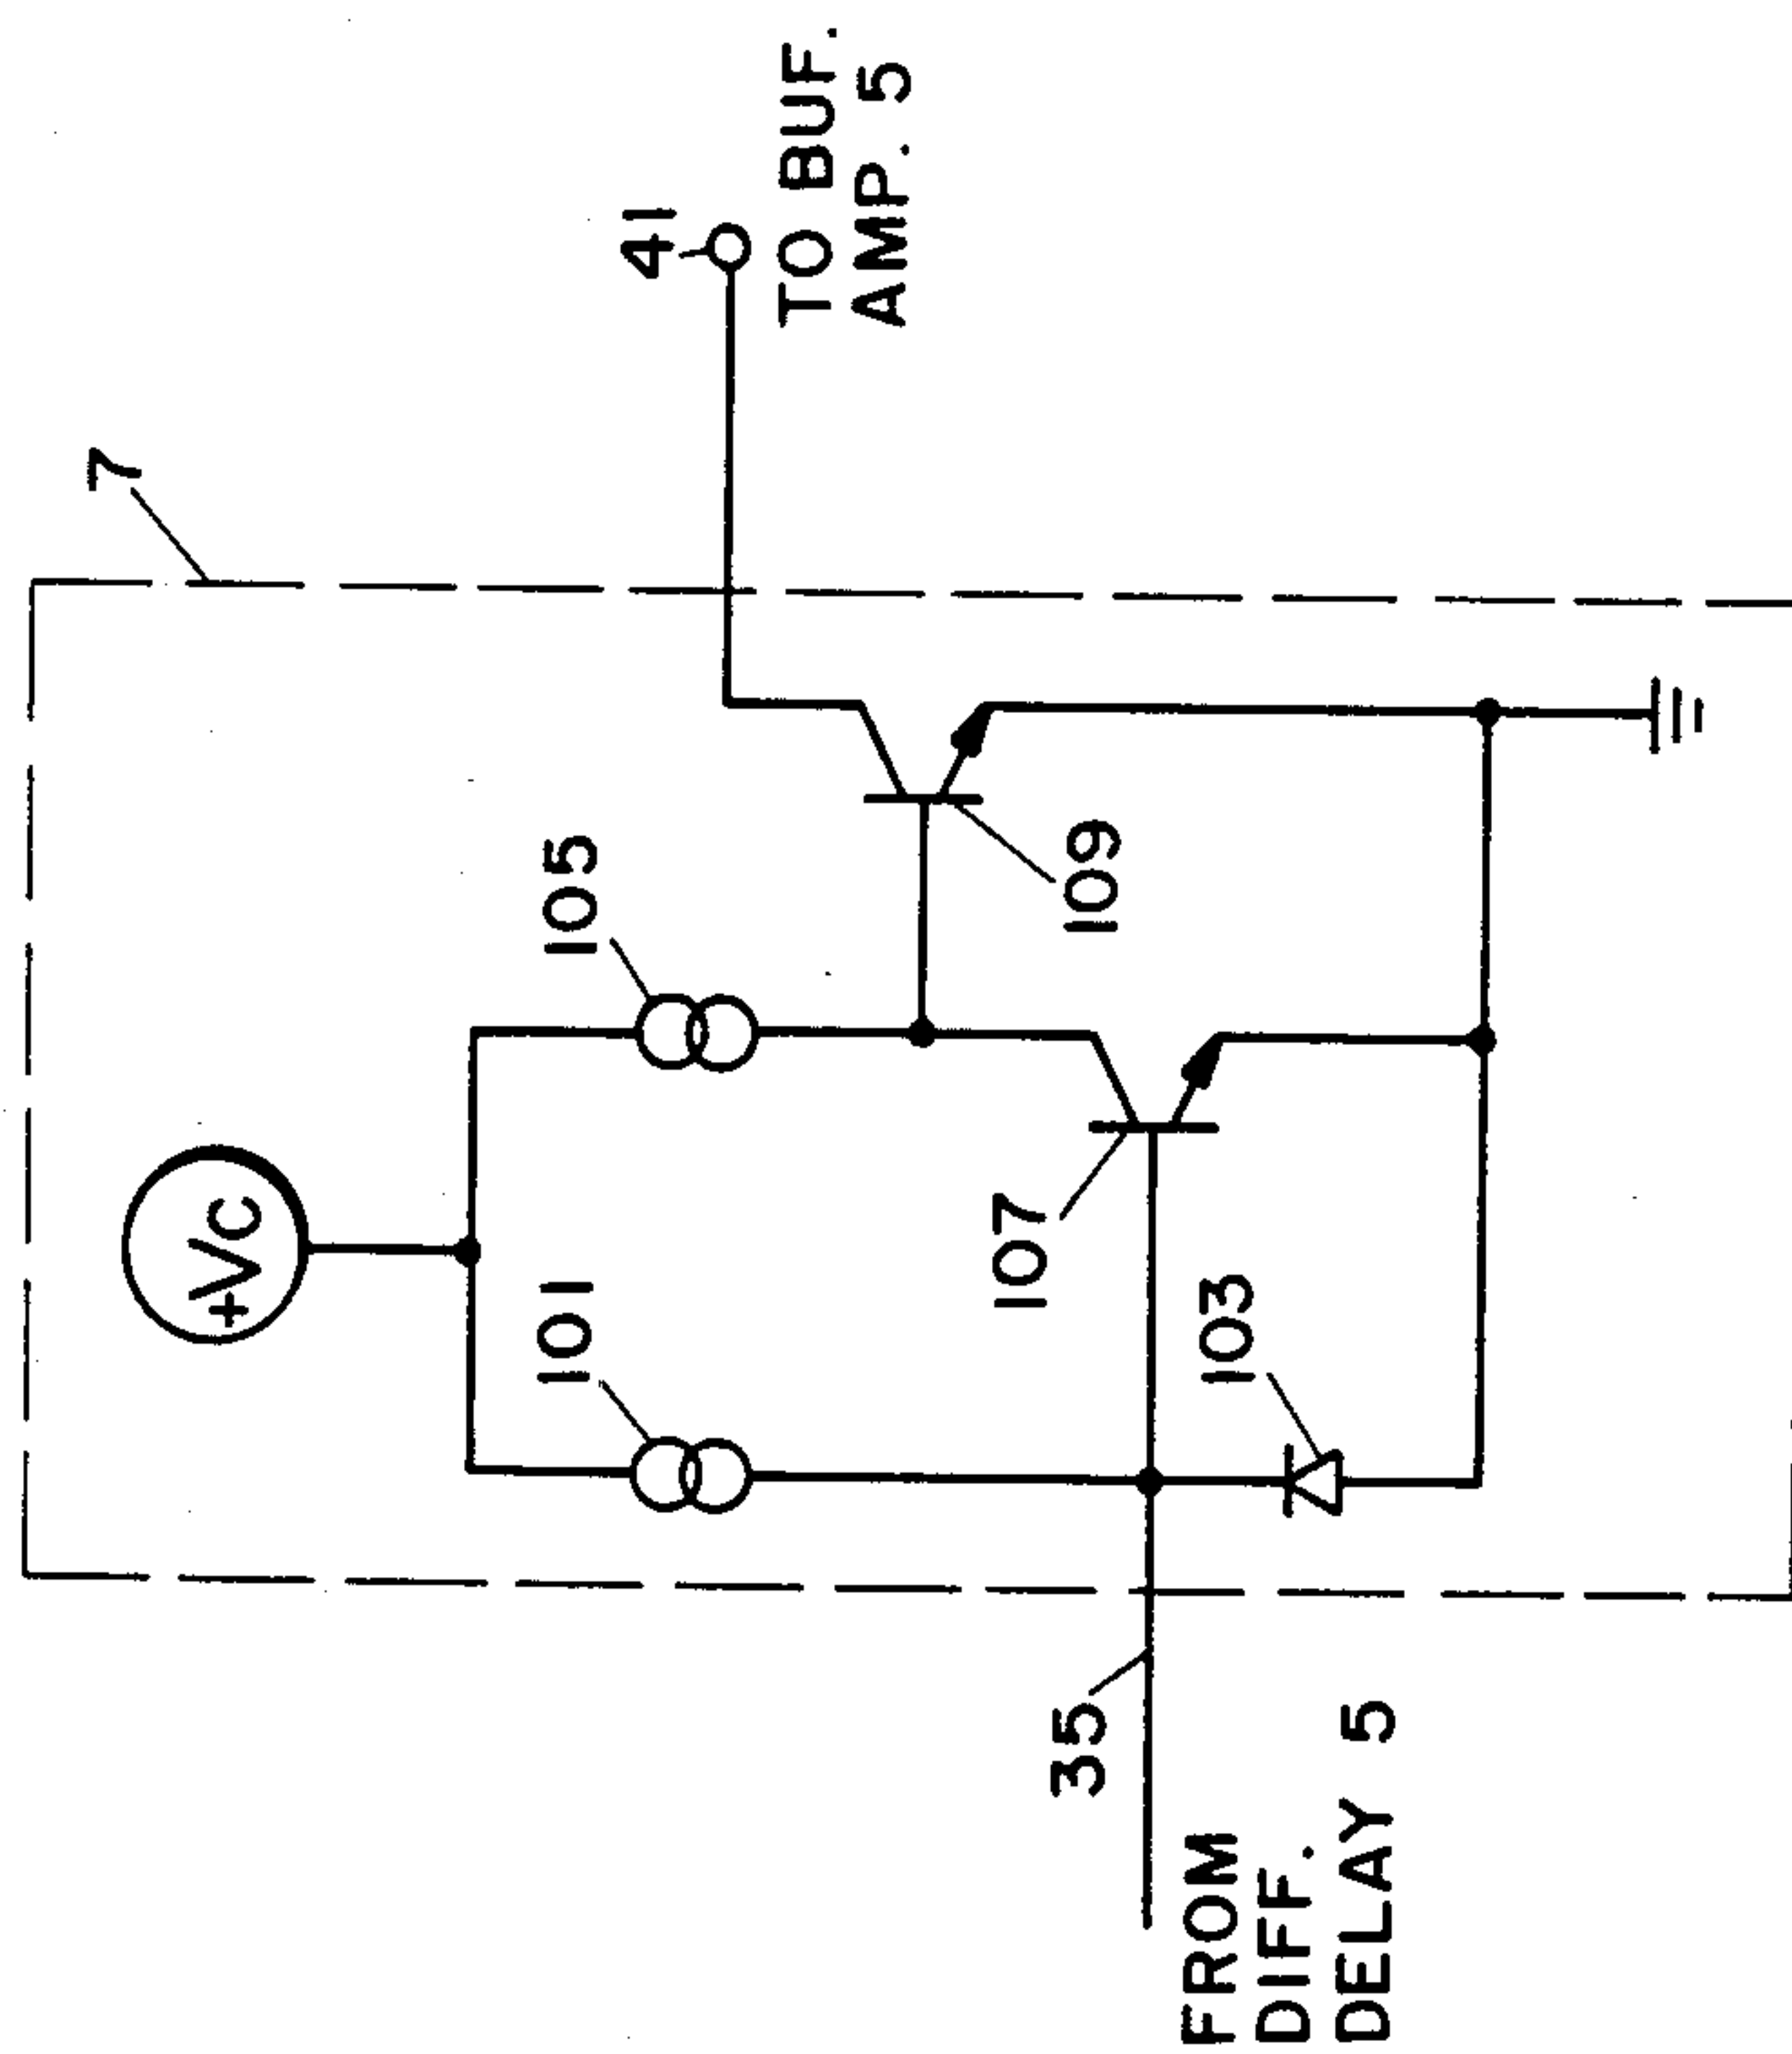 7
+Vc
101
105
41
TO BUF.
AMP. 5
107
109
103
35
FROM
DIFF.
DELAY 5